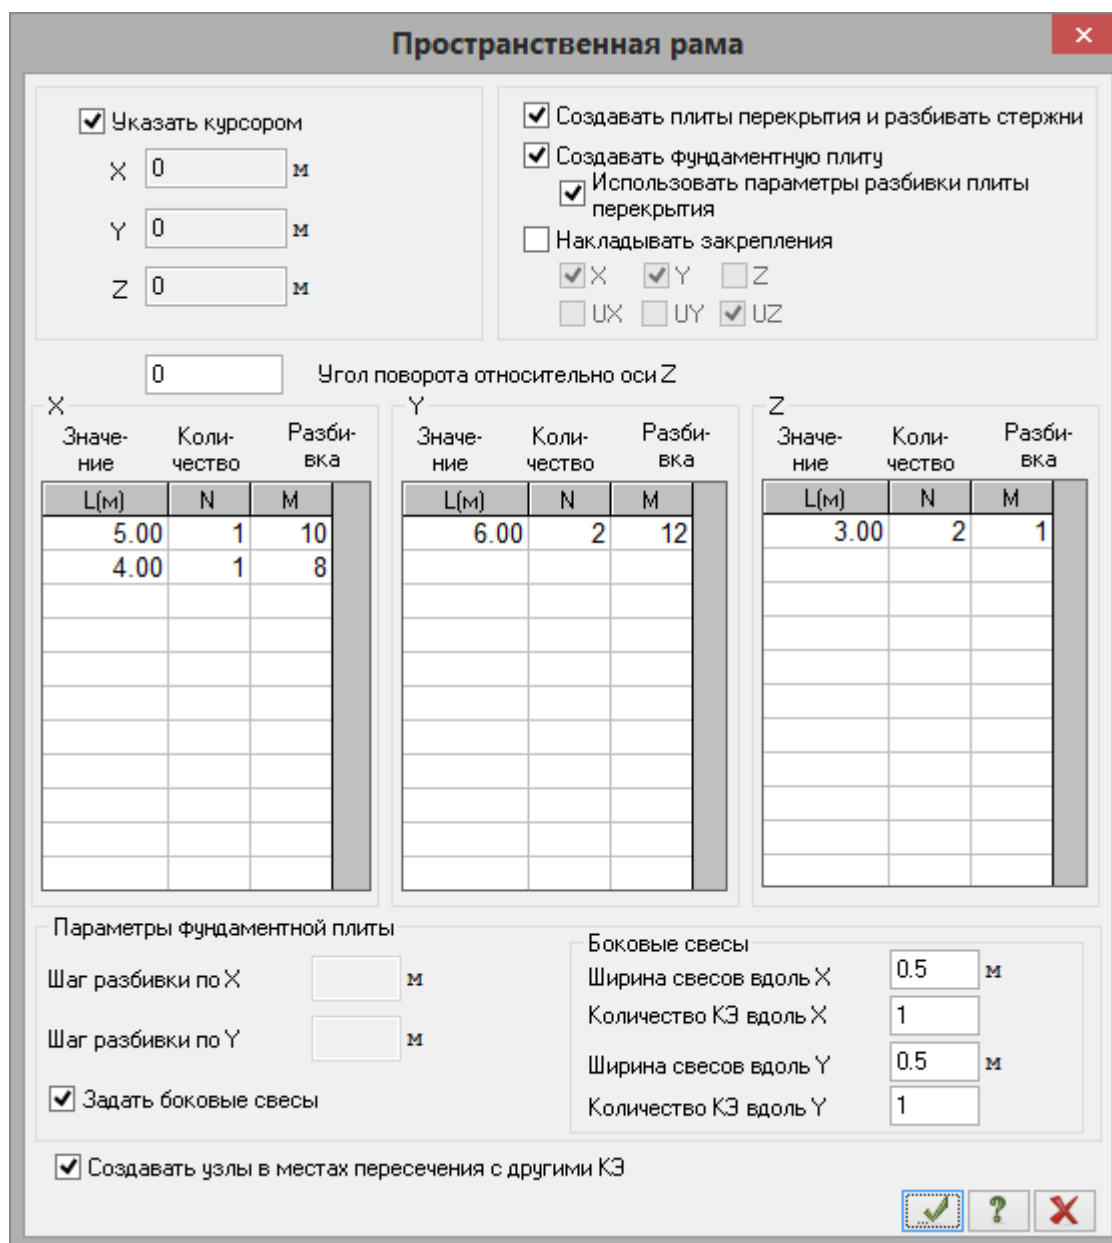 Пространственная рама
Указать курсором
X 0 м
Y 0 м
Z 0 м
Создавать плиты перекрытия и разбивать стержни
Создавать фундаментную плиту
Использовать параметры разбивки плиты
перекрытия
Накладывать закрепления
X Y Z
UX UY UZ
0 Угол поворота относительно оси Z
X
Значе- Коли- Разби-
ние чество вка
L(м) N M
5.00 1 10
4.00 1 8
Y
Значе- Коли- Разби-
ние чество вка
L(м) N M
6.00 2 12
Z
Значе- Коли- Разби-
ние чество вка
L(м) N M
3.00 2 1
Параметры фундаментной плиты
Шаг разбивки по X м
Шаг разбивки по Y м
Задать боковые свесы
Боковые свесы
Ширина свесов вдоль X 0.5 м
Количество КЭ вдоль X 1
Ширина свесов вдоль Y 0.5 м
Количество КЭ вдоль Y 1
Создавать узлы в местах пересечения с другими КЭ
?